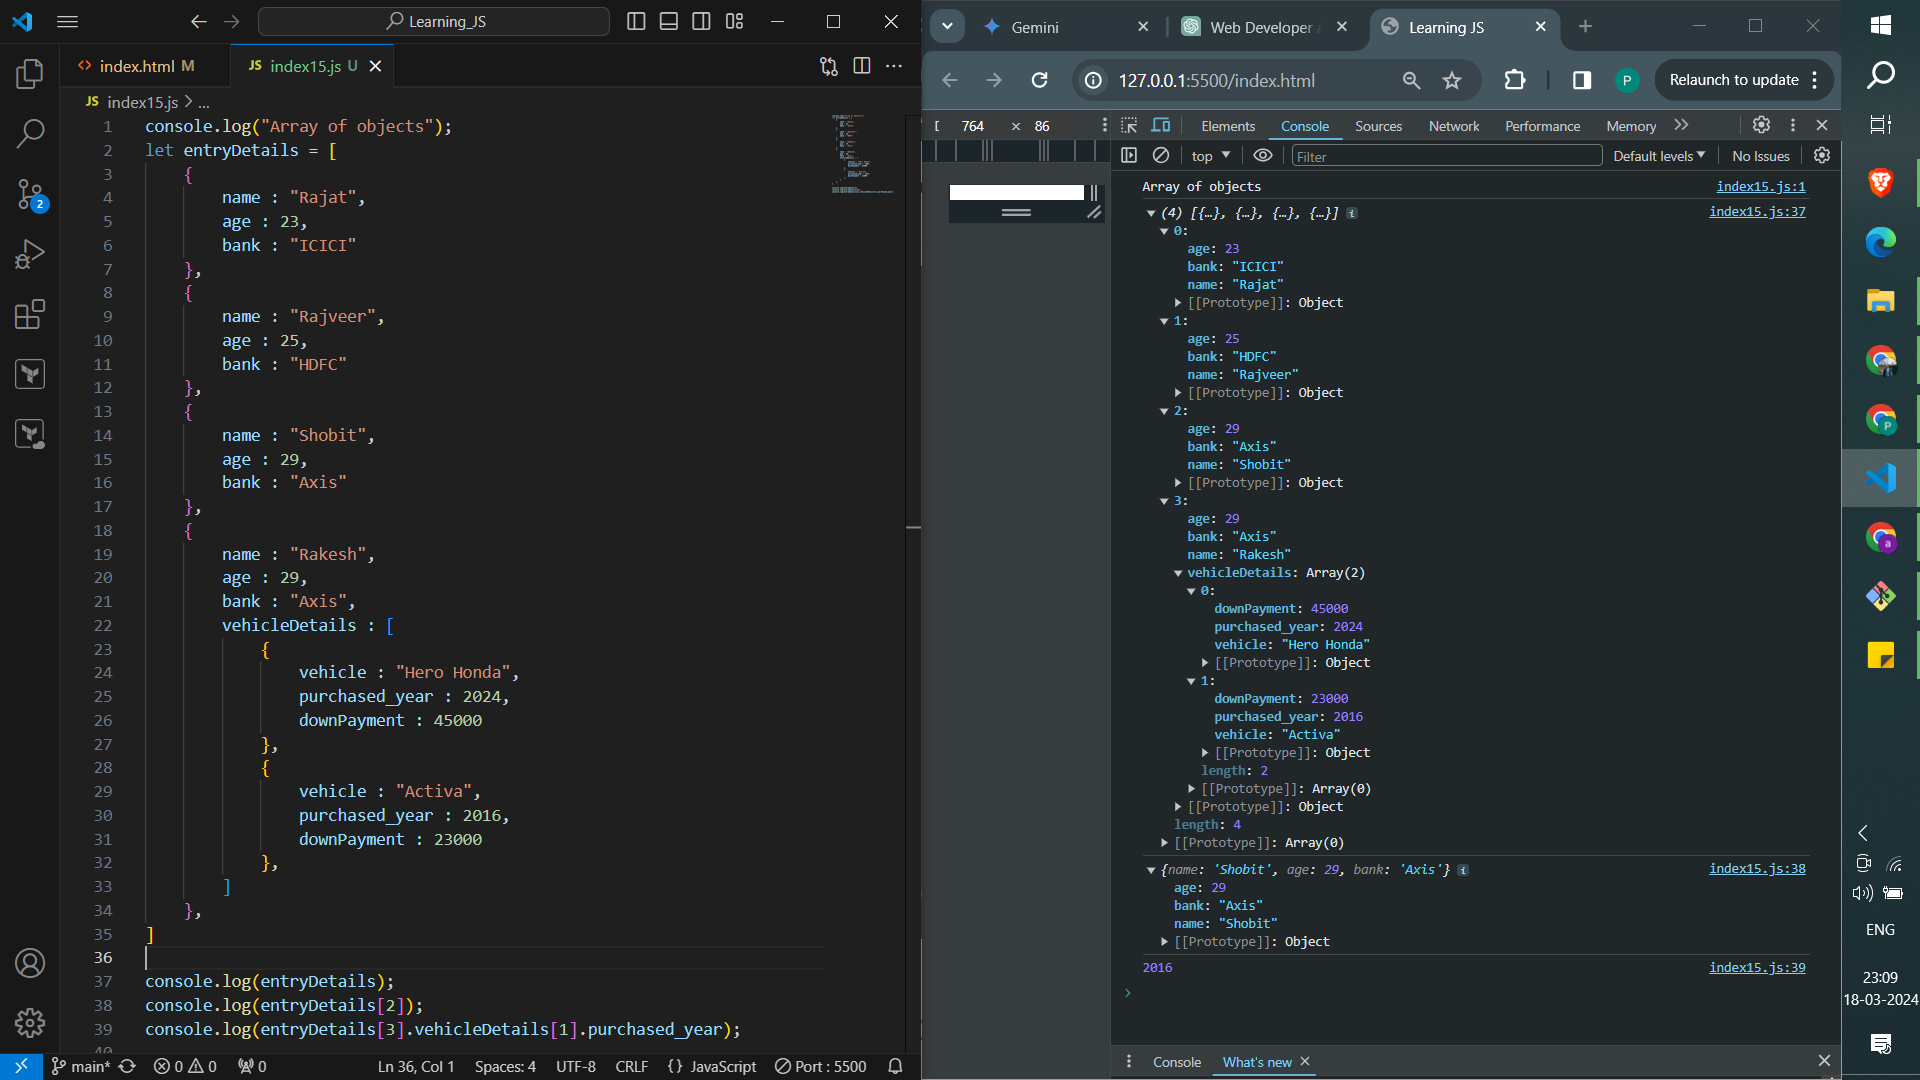 Learning_JS
index.html M
JS index15.js U
JS index15.js > ...
1 console.log("Array of objects");
2 let entryDetails = [
3 {
4 name : "Rajat",
5 age : 23,
6 bank : "ICICI"
7 },
8 {
9 name : "Rajveer",
10 age : 25,
11 bank : "HDFC"
12 },
13 {
14 name : "Shobit",
15 age : 29,
16 bank : "Axis"
17 },
18 {
19 name : "Rakesh",
20 age : 29,
21 bank : "Axis",
22 vehicleDetails : [
23 {
24 vehicle : "Hero Honda",
25 purchased_year : 2024,
26 downPayment : 45000
27 },
28 {
29 vehicle : "Activa",
30 purchased_year : 2016,
31 downPayment : 23000
32 },
33 ]
34 },
35 ]
36
37 console.log(entryDetails);
38 console.log(entryDetails[2]);
39 console.log(entryDetails[3].vehicleDetails[1].purchased_year);
2
main* 0 0 0 Ln 36, Col 1 Spaces: 4 UTF-8 CRLF {} JavaScript Port : 5500
Gemini
Web Developer
Learning JS
127.0.0.1:5500/index.html
P
Relaunch to update
764 × 86
Elements Console Sources Network Performance Memory
top Filter Default levels No Issues
Array of objects index15.js:1
(4) [{…}, {…}, {…}, {…}] i index15.js:37
0:
age: 23
bank: "ICICI"
name: "Rajat"
[[Prototype]]: Object
1:
age: 25
bank: "HDFC"
name: "Rajveer"
[[Prototype]]: Object
2:
age: 29
bank: "Axis"
name: "Shobit"
[[Prototype]]: Object
3:
age: 29
bank: "Axis"
name: "Rakesh"
vehicleDetails: Array(2)
0:
downPayment: 45000
purchased_year: 2024
vehicle: "Hero Honda"
[[Prototype]]: Object
1:
downPayment: 23000
purchased_year: 2016
vehicle: "Activa"
[[Prototype]]: Object
length: 2
[[Prototype]]: Array(0)
[[Prototype]]: Object
length: 4
[[Prototype]]: Array(0)
{name: 'Shobit', age: 29, bank: 'Axis'} i index15.js:38
age: 29
bank: "Axis"
name: "Shobit"
[[Prototype]]: Object
2016 index15.js:39
Console What's new
P
a
ENG
23:09
18-03-2024